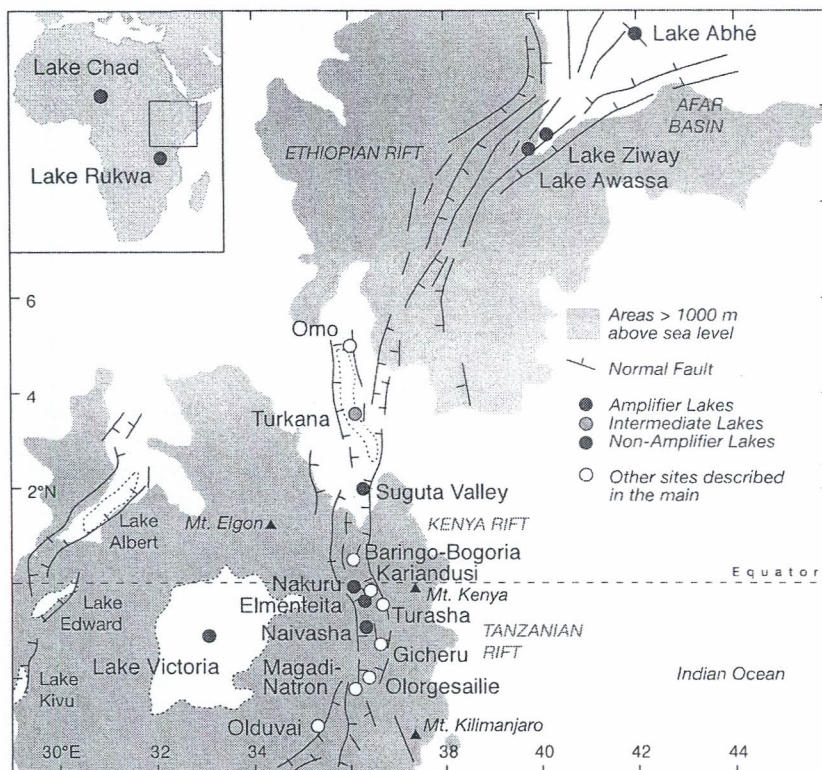 Lake Chad
Lake Rukwa
Lake Abhé
AFAR
BASIN
ETHIOPIAN RIFT
Lake Ziway
Lake Awassa
6
Areas > 1000 m
above sea level
Omo
Normal Fault
4
Turkana
Amplifier Lakes
Intermediate Lakes
Non-Amplifier Lakes
Other sites described
in the main
2°N
Suguta Valley
Lake
Albert
Mt. Elgon
KENYA RIFT
Baringo-Bogoria
Kariandusi
Equator
Nakuru
Mt. Kenya
Elmenteita
Lake
Edward
Turasha
Naivasha
TANZANIAN
RIFT
Lake Victoria
Gicheru
Lake
Kivu
Magadi-
Natron
Indian Ocean
Olorgesailie
Olduvai
Mt. Kilimanjaro
30°E
32
34
36
38
40
42
44